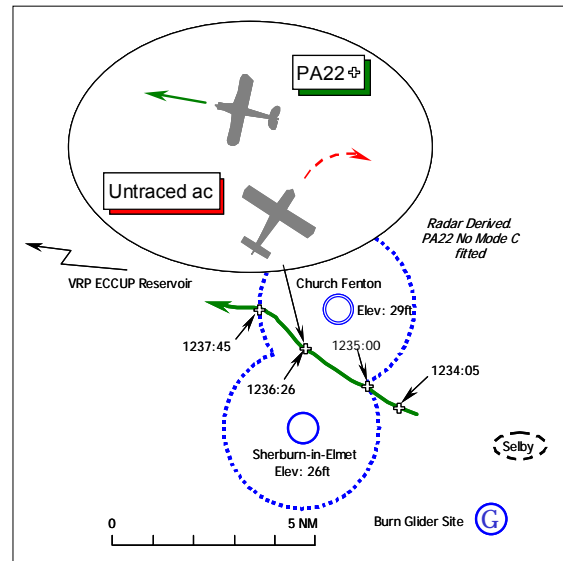 PA22
Untraced ac
Radar Derived.
PA22 No Mode C
fitted
VRP ECCUP Reservoir
Church Fenton
Elev: 29ft
1237:45
1235:00
1236:26
1234:05
Sherburn-in-Elmet
Elev: 26ft
Selby
0
5 NM
Burn Glider Site
G